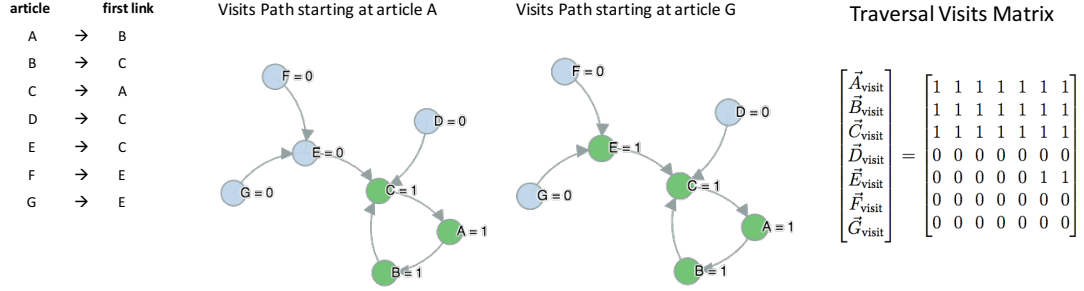 article first link
A → B
B → C
C → A
D → C
E → C
F → E
G → E
Visits Path starting at article A
F = 0
D = 0
E = 0
G = 0
C = 1
A = 1
B = 1
Visits Path starting at article G
F = 0
D = 0
E = 1
G = 0
C = 1
A = 1
B = 1
Traversal Visits Matrix
A⃗visit 1 1 1 1 1 1 1
B⃗visit 1 1 1 1 1 1 1
C⃗visit 1 1 1 1 1 1 1
D⃗visit = 0 0 0 0 0 0 0
E⃗visit 0 0 0 0 0 1 1
F⃗visit 0 0 0 0 0 0 0
G⃗visit 0 0 0 0 0 0 0